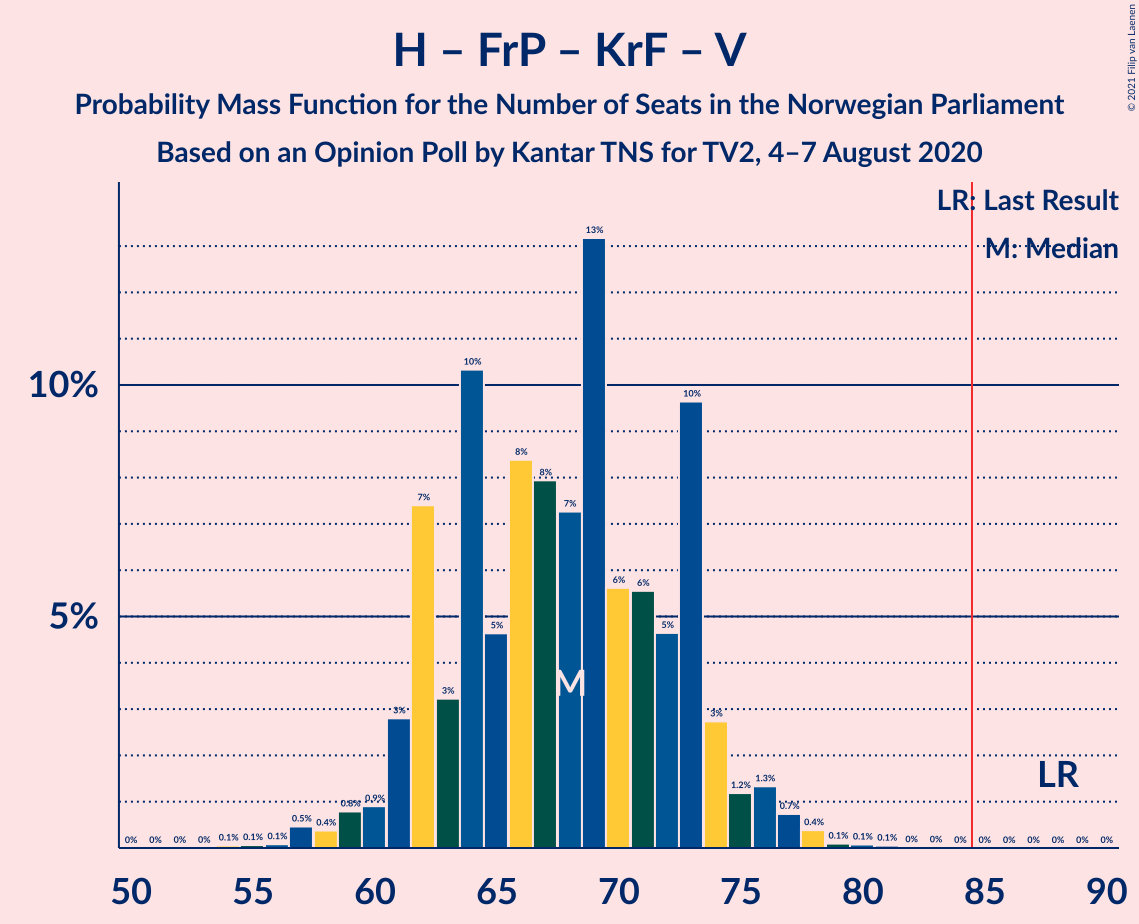 H – FrP – KrF – V
Probability Mass Function for the Number of Seats in the Norwegian Parliament
Based on an Opinion Poll by Kantar TNS for TV2, 4–7 August 2020
© 2021 Filip van Laenen
LR: Last Result
M: Median
13%
10%
10%
10%
8%
8%
7%
7%
6%
6%
5%
5%
5%
M
3%
3%
3%
LR
1.2%
1.3%
0.5%
0.4%
0.8%
0.9%
0.7%
0.4%
0% 0% 0% 0% 0.1% 0.1% 0.1%
0.1% 0.1% 0.1% 0% 0% 0% 0% 0% 0% 0% 0% 0%
50 55 60 65 70 75 80 85 90